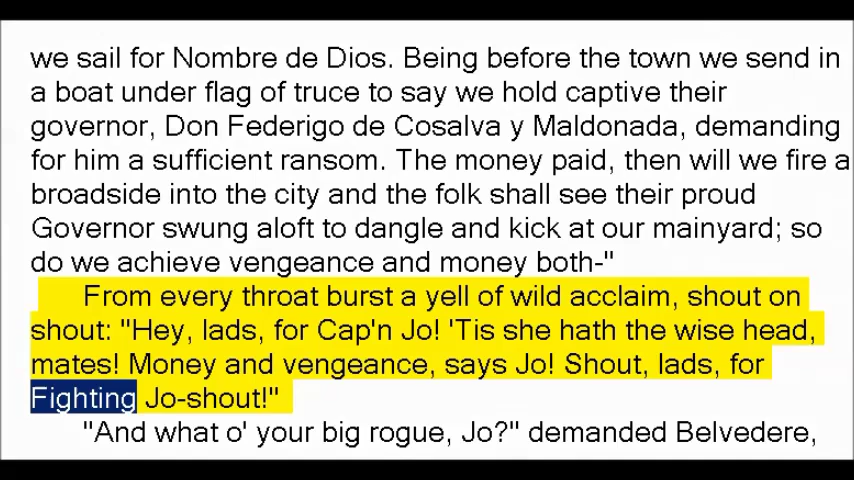 we sail for Nombre de Dios. Being before the town we send in
a boat under flag of truce to say we hold captive their
governor, Don Federigo de Cosalva y Maldonada, demanding
for him a sufficient ransom. The money paid, then will we fire a
broadside into the city and the folk shall see their proud
Governor swung aloft to dangle and kick at our mainyard; so
do we achieve vengeance and money both-"
From every throat burst a yell of wild acclaim, shout on
shout: "Hey, lads, for Cap'n Jo! 'Tis she hath the wise head,
mates! Money and vengeance, says Jo! Shout, lads, for
Fighting Jo-shout!"
"And what o' your big rogue, Jo?" demanded Belvedere,